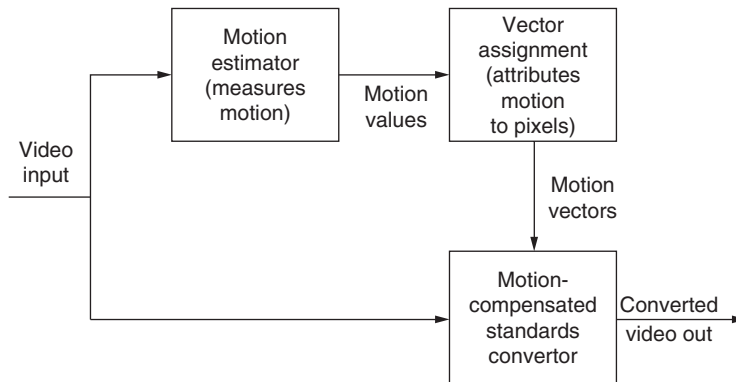 Motion
estimator
(measures
motion)
Motion
values
Vector
assignment
(attributes
motion
to pixels)
Video
input
Motion
vectors
Motion-
compensated
standards
convertor
Converted
video out